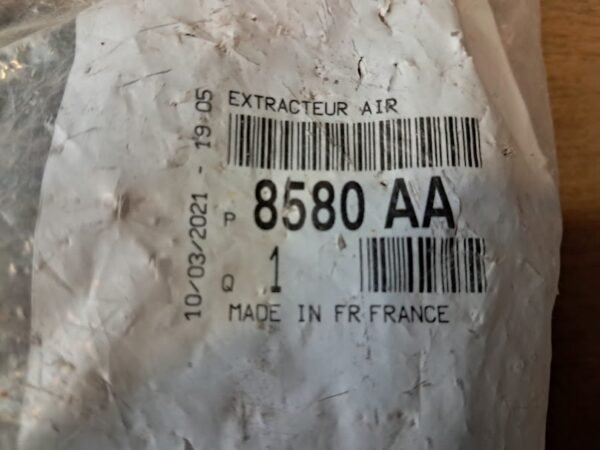 EXTRACTEUR AIR
P 8580 AA
Q 1
MADE IN FR FRANCE
10/03/2021 - 19 05